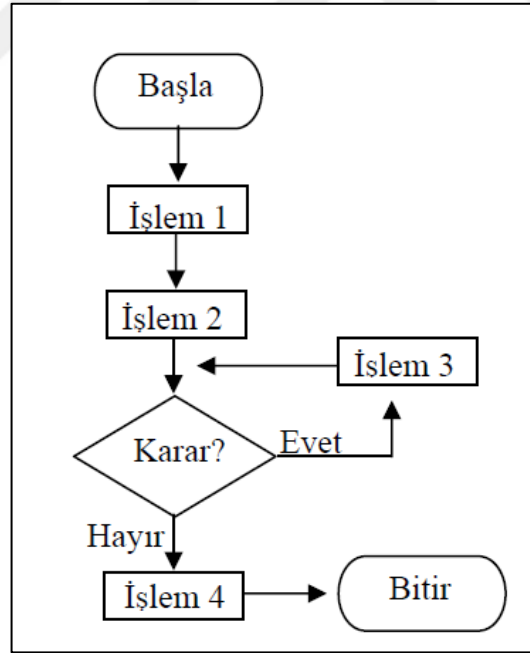 Başla
İşlem 1
İşlem 2
İşlem 3
Karar?
Evet
Hayır
İşlem 4
Bitir